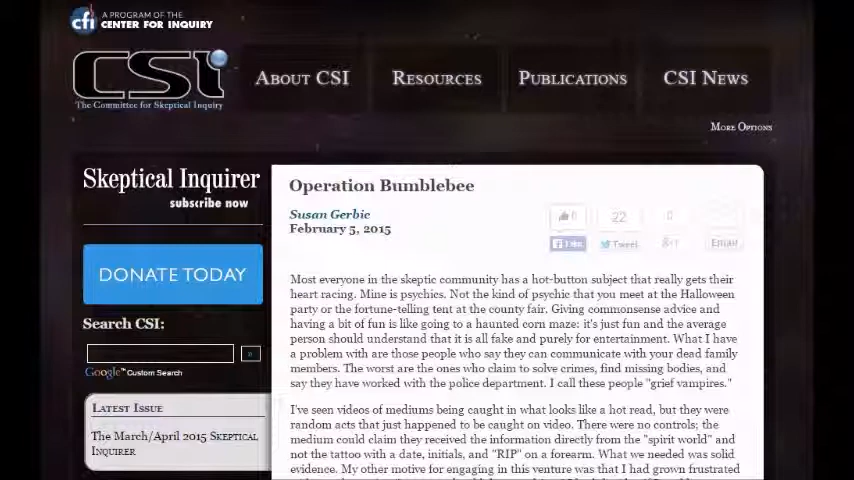 cfi A PROGRAM OF THE
CENTER FOR INQUIRY
CSI
The Committee for Skeptical Inquiry
ABOUT CSI
RESOURCES
PUBLICATIONS
CSI NEWS
MORE OPTIONS
Skeptical Inquirer
subscribe now
DONATE TODAY
Search CSI:
»
Google™ Custom Search
LATEST ISSUE
The March/April 2015 SKEPTICAL
INQUIRER
Operation Bumblebee
Susan Gerbic
February 5, 2015
0 22 0
Like Tweet g+1 Email
Most everyone in the skeptic community has a hot-button subject that really gets their
heart racing. Mine is psychics. Not the kind of psychic that you meet at the Halloween
party or the fortune-telling tent at the county fair. Giving commonsense advice and
having a bit of fun is like going to a haunted corn maze: it's just fun and the average
person should understand that it is all fake and purely for entertainment. What I have
a problem with are those people who say they can communicate with your dead family
members. The worst are the ones who claim to solve crimes, find missing bodies, and
say they have worked with the police department. I call these people "grief vampires."
I've seen videos of mediums being caught in what looks like a hot read, but they were
random acts that just happened to be caught on video. There were no controls; the
medium could claim they received the information directly from the "spirit world" and
not the tattoo with a date, initials, and "RIP" on a forearm. What we needed was solid
evidence. My other motive for engaging in this venture was that I had grown frustrated